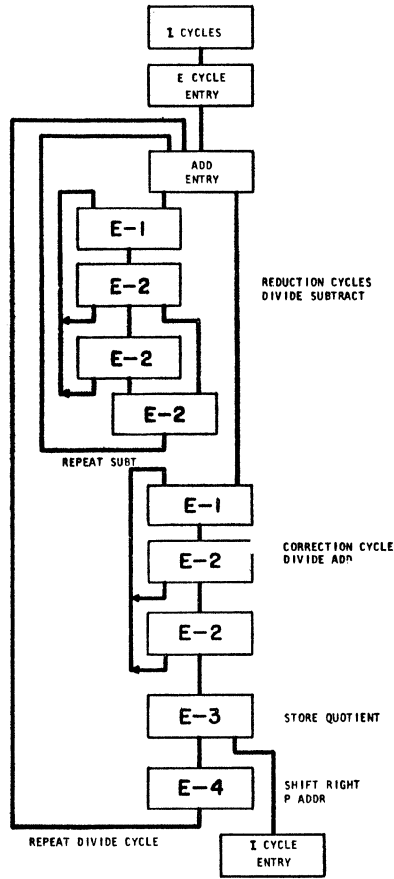 I CYCLES
E CYCLE
ENTRY
ADD
ENTRY
E-1
E-2
REDUCTION CYCLES
DIVIDE SUBTRACT
E-2
E-2
REPEAT SUBT
E-1
E-2
CORRECTION CYCLE
DIVIDE ADD
E-2
E-3
STORE QUOTIENT
E-4
SHIFT RIGHT
P ADDR
REPEAT DIVIDE CYCLE
I CYCLE
ENTRY